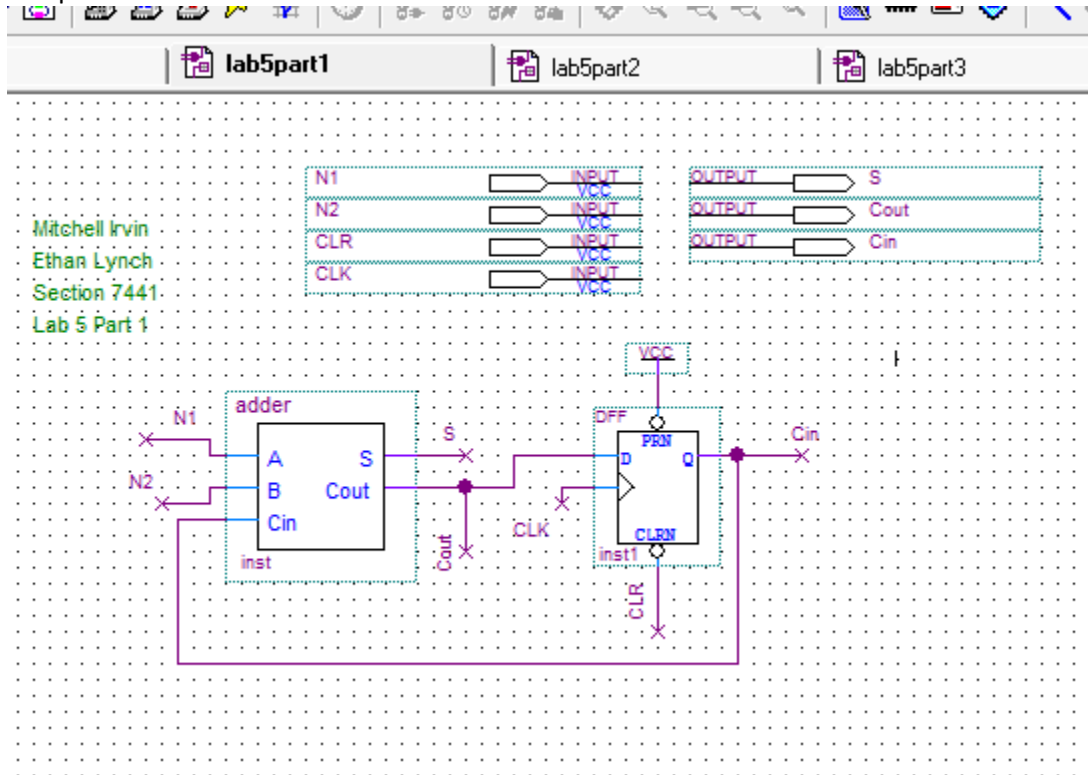 lab5part1
lab5part2
lab5part3
N1 INPUT VCC
OUTPUT S
N2 INPUT VCC
OUTPUT Cout
CLR INPUT VCC
OUTPUT Cin
CLK INPUT VCC
Mitchell Irvin
Ethan Lynch
Section 7441
Lab 5 Part 1
VCC
adder
N1
N2
A
S
B
Cout
Cin
inst
S
Cout
DFF
PRN
D
Q
CLK
CLRN
inst1
CLR
Cin